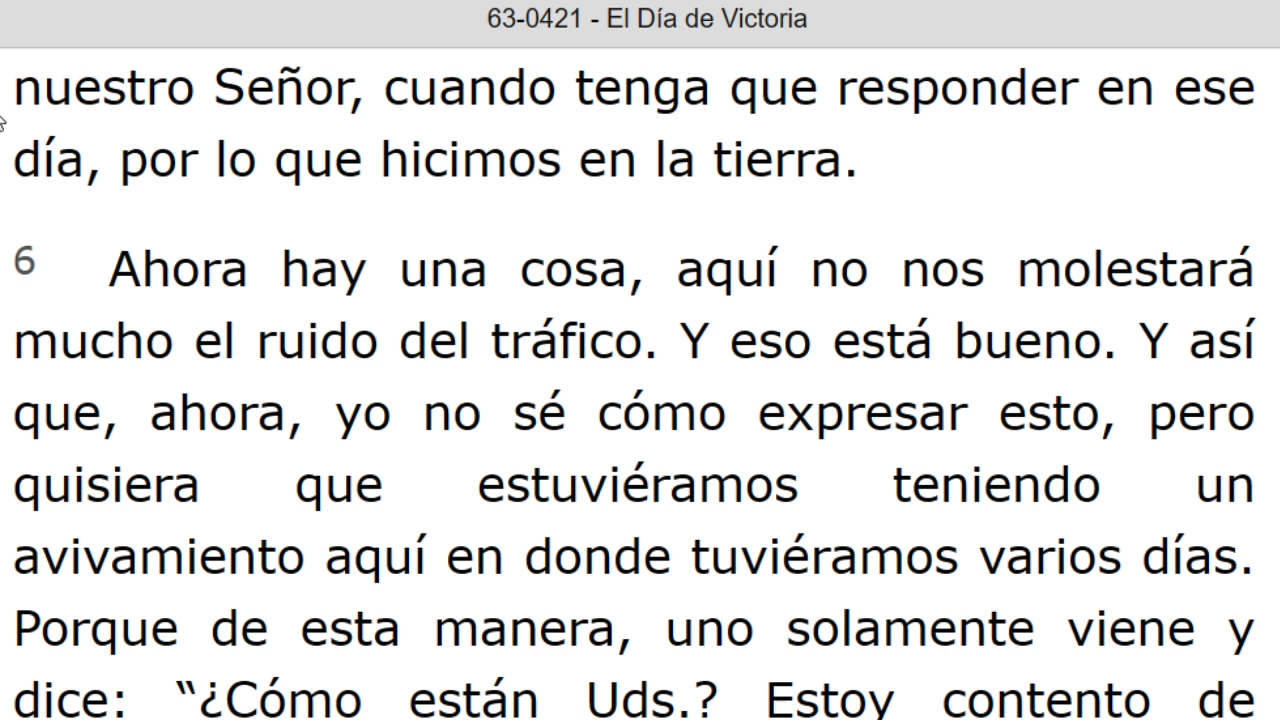 63-0421 - El Día de Victoria
nuestro Señor, cuando tenga que responder en ese
día, por lo que hicimos en la tierra.
6 Ahora hay una cosa, aquí no nos molestará
mucho el ruido del tráfico. Y eso está bueno. Y así
que, ahora, yo no sé cómo expresar esto, pero
quisiera que estuviéramos teniendo un
avivamiento aquí en donde tuviéramos varios días.
Porque de esta manera, uno solamente viene y
dice: “¿Cómo están Uds.? Estoy contento de